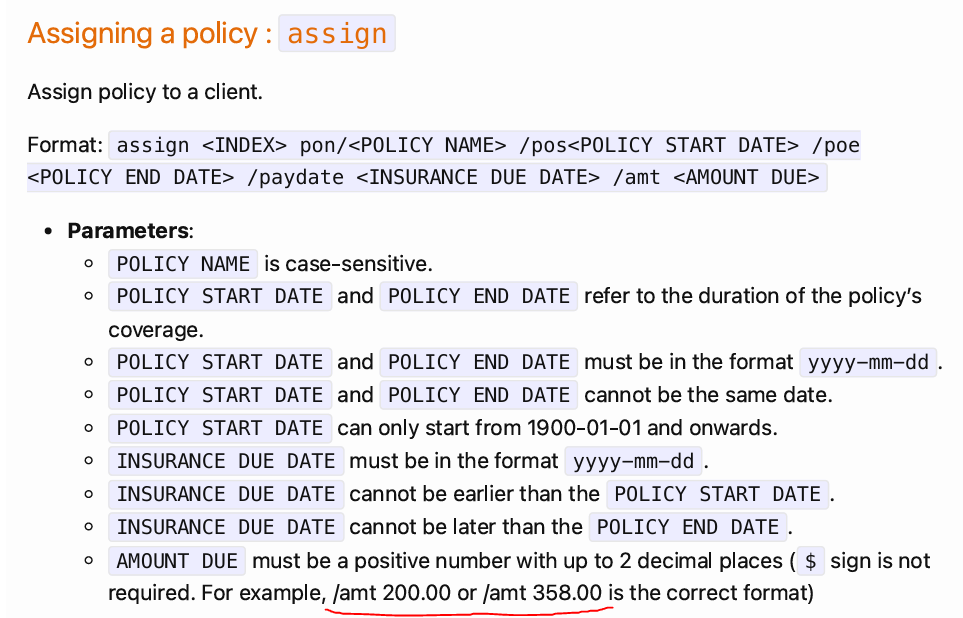 Assigning a policy : assign
Assign policy to a client.
Format: assign <INDEX> pon/<POLICY NAME> /pos<POLICY START DATE> /poe
<POLICY END DATE> /paydate <INSURANCE DUE DATE> /amt <AMOUNT DUE>
• Parameters:
◦ POLICY NAME is case-sensitive.
◦ POLICY START DATE and POLICY END DATE refer to the duration of the policy’s
coverage.
◦ POLICY START DATE and POLICY END DATE must be in the format yyyy-mm-dd.
◦ POLICY START DATE and POLICY END DATE cannot be the same date.
◦ POLICY START DATE can only start from 1900-01-01 and onwards.
◦ INSURANCE DUE DATE must be in the format yyyy-mm-dd.
◦ INSURANCE DUE DATE cannot be earlier than the POLICY START DATE.
◦ INSURANCE DUE DATE cannot be later than the POLICY END DATE.
◦ AMOUNT DUE must be a positive number with up to 2 decimal places ( $ sign is not
required. For example, /amt 200.00 or /amt 358.00 is the correct format)